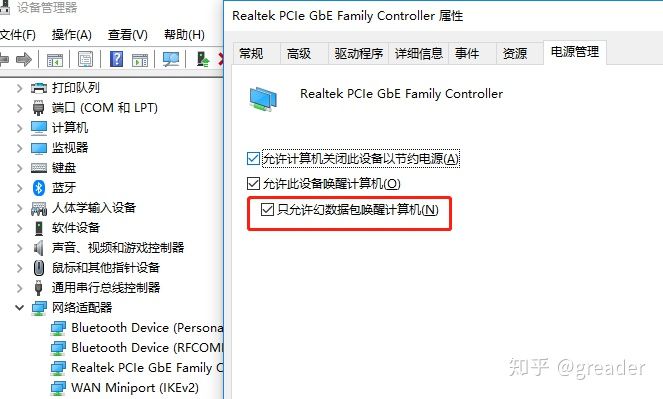 设备管理器
文件(F) 操作(A) 查看(V) 帮助(H)
打印队列
端口 (COM 和 LPT)
计算机
监视器
键盘
蓝牙
人体学输入设备
软件设备
声音、视频和游戏控制器
鼠标和其他指针设备
通用串行总线控制器
网络适配器
Bluetooth Device (Persona
Bluetooth Device (RFCOM
Realtek PCIe GbE Family C
WAN Miniport (IKEv2)
Realtek PCIe GbE Family Controller 属性
常规 高级 驱动程序 详细信息 事件 资源 电源管理
Realtek PCIe GbE Family Controller
允许计算机关闭此设备以节约电源(A)
允许此设备唤醒计算机(O)
只允许幻数据包唤醒计算机(N)
知乎 @greader